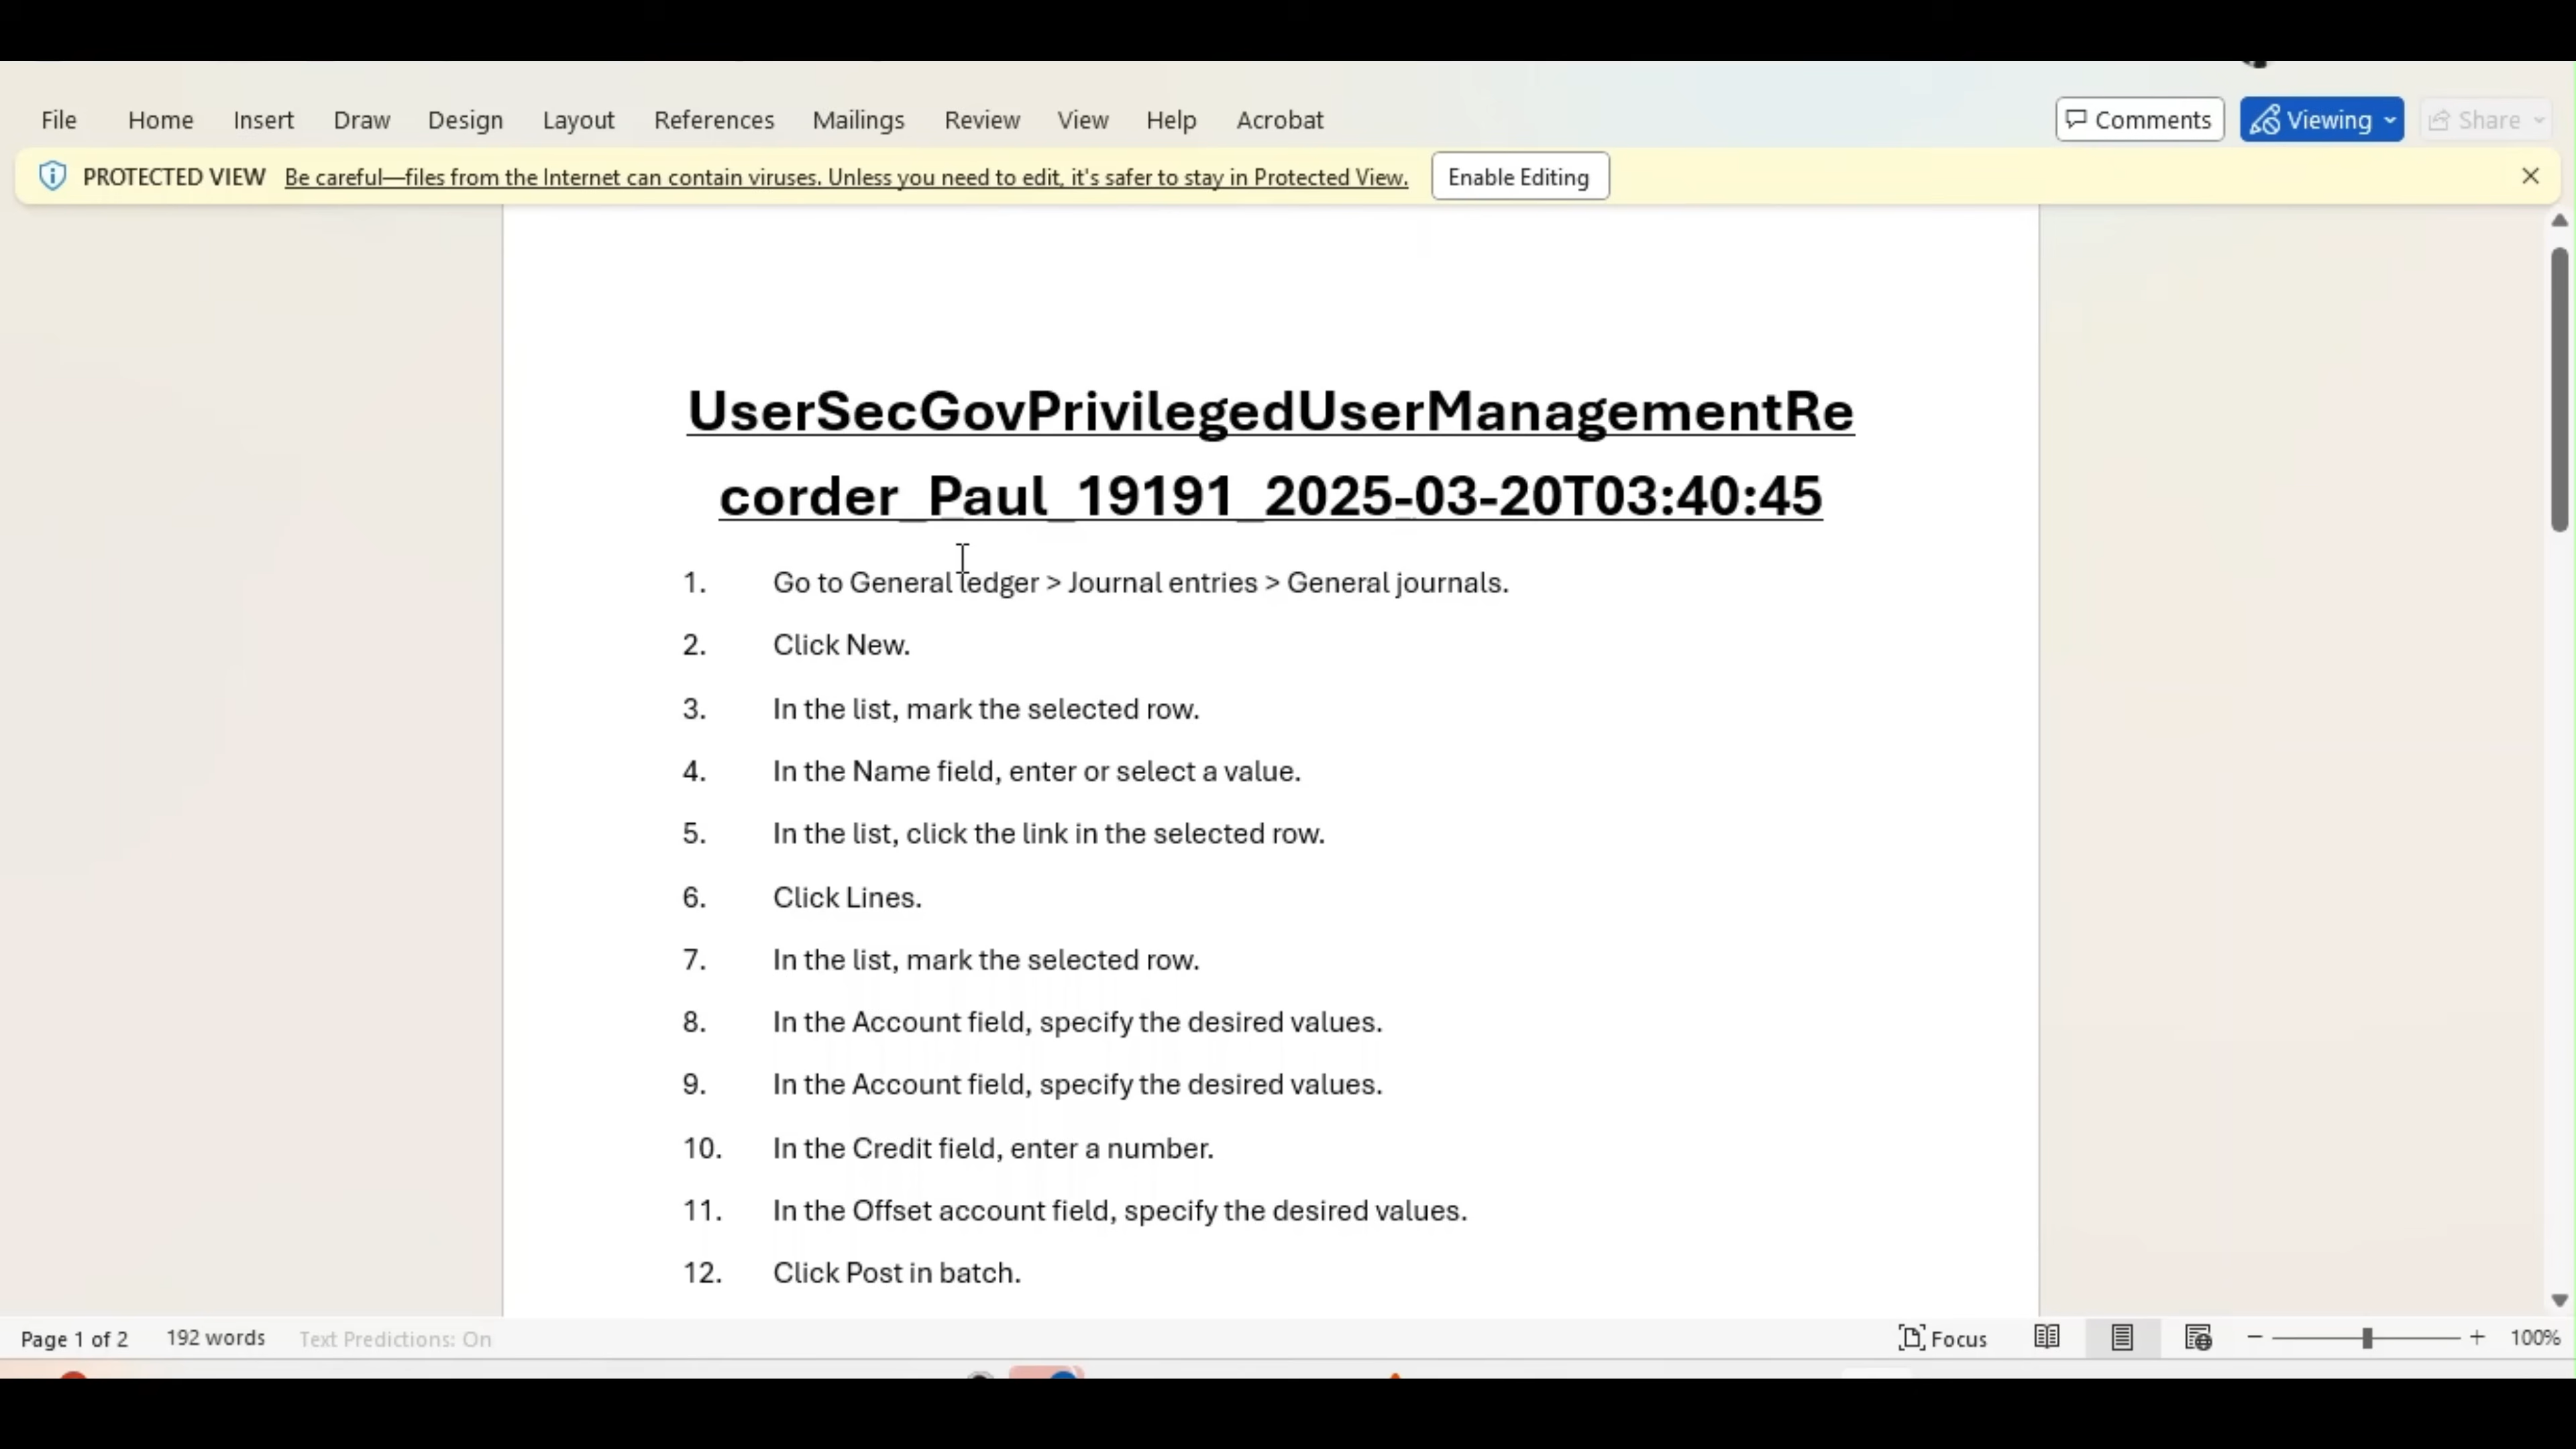 File Home Insert Draw Design Layout References Mailings Review View Help Acrobat Comments Viewing Share
PROTECTED VIEW Be careful—files from the Internet can contain viruses. Unless you need to edit, it's safer to stay in Protected View. Enable Editing
UserSecGovPrivilegedUserManagementRe
corder_Paul_19191_2025-03-20T03:40:45
1. Go to General ledger > Journal entries > General journals.
2. Click New.
3. In the list, mark the selected row.
4. In the Name field, enter or select a value.
5. In the list, click the link in the selected row.
6. Click Lines.
7. In the list, mark the selected row.
8. In the Account field, specify the desired values.
9. In the Account field, specify the desired values.
10. In the Credit field, enter a number.
11. In the Offset account field, specify the desired values.
12. Click Post in batch.
Page 1 of 2 192 words Text Predictions: On Focus 100%